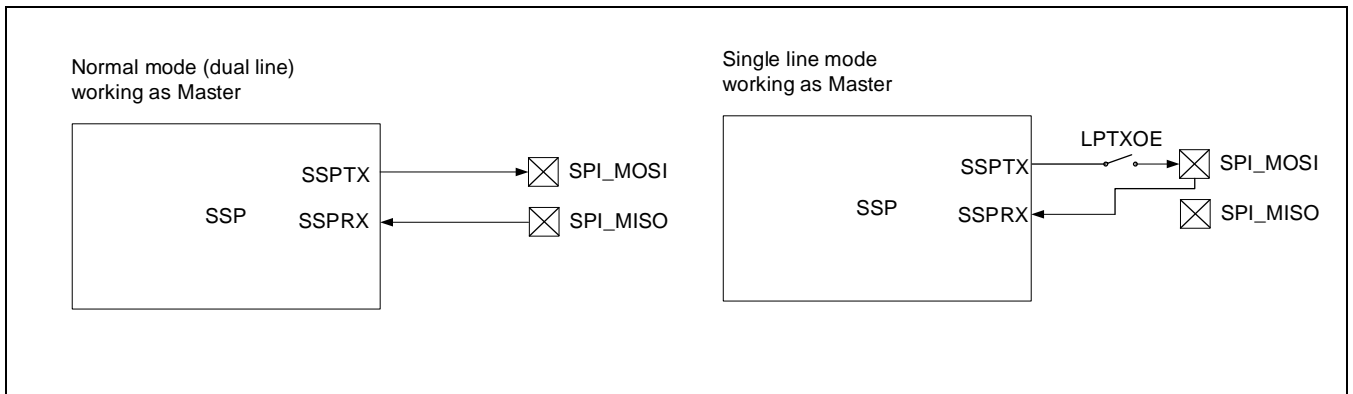 Normal mode (dual line)
working as Master
SSPTX
SPI_MOSI
SSP
SSPRX
SPI_MISO
Single line mode
working as Master
LPTXOE
SSPTX
SPI_MOSI
SSP
SSPRX
SPI_MISO